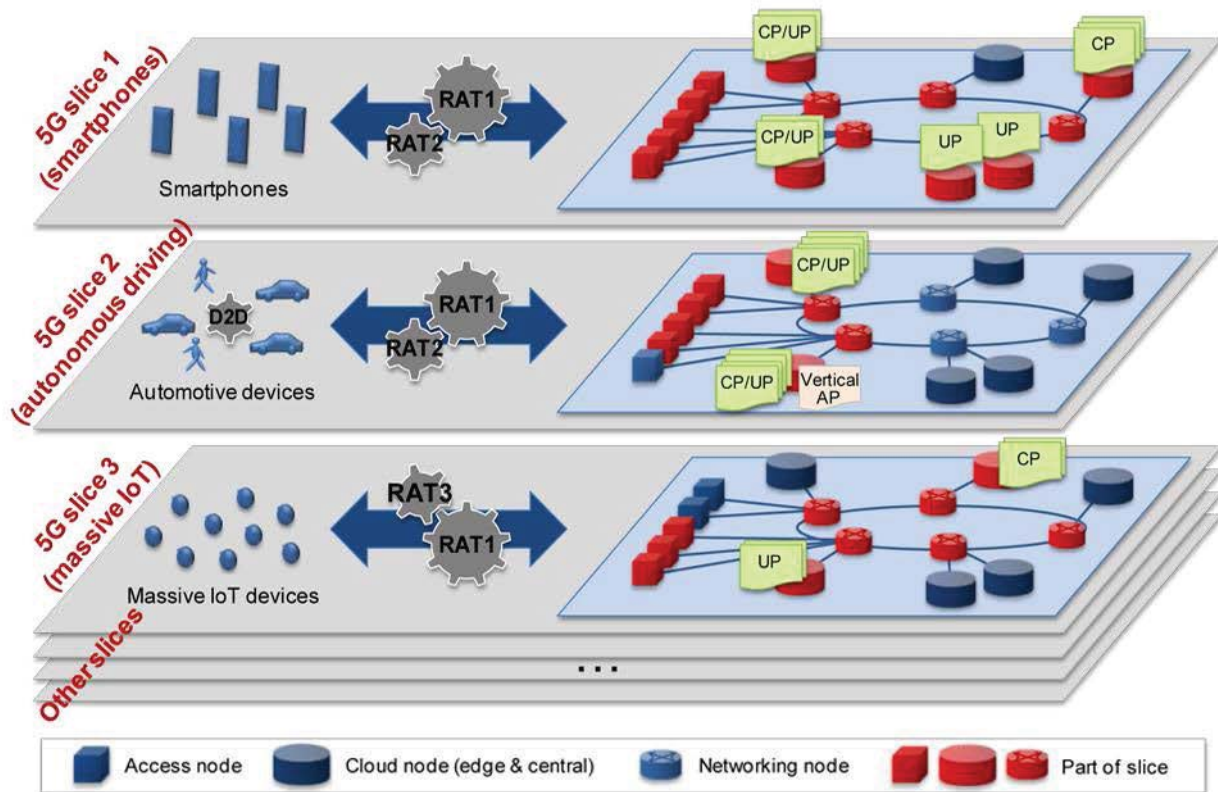 5G slice 1
(smartphones)
Smartphones
RAT1
RAT2
CP/UP
CP
CP/UP
UP
UP
5G slice 2
(autonomous driving)
D2D
Automotive devices
RAT1
RAT2
CP/UP
CP/UP
Vertical
AP
5G slice 3
(massive IoT)
Massive IoT devices
RAT3
RAT1
CP
UP
Other slices
...
Access node
Cloud node (edge & central)
Networking node
Part of slice